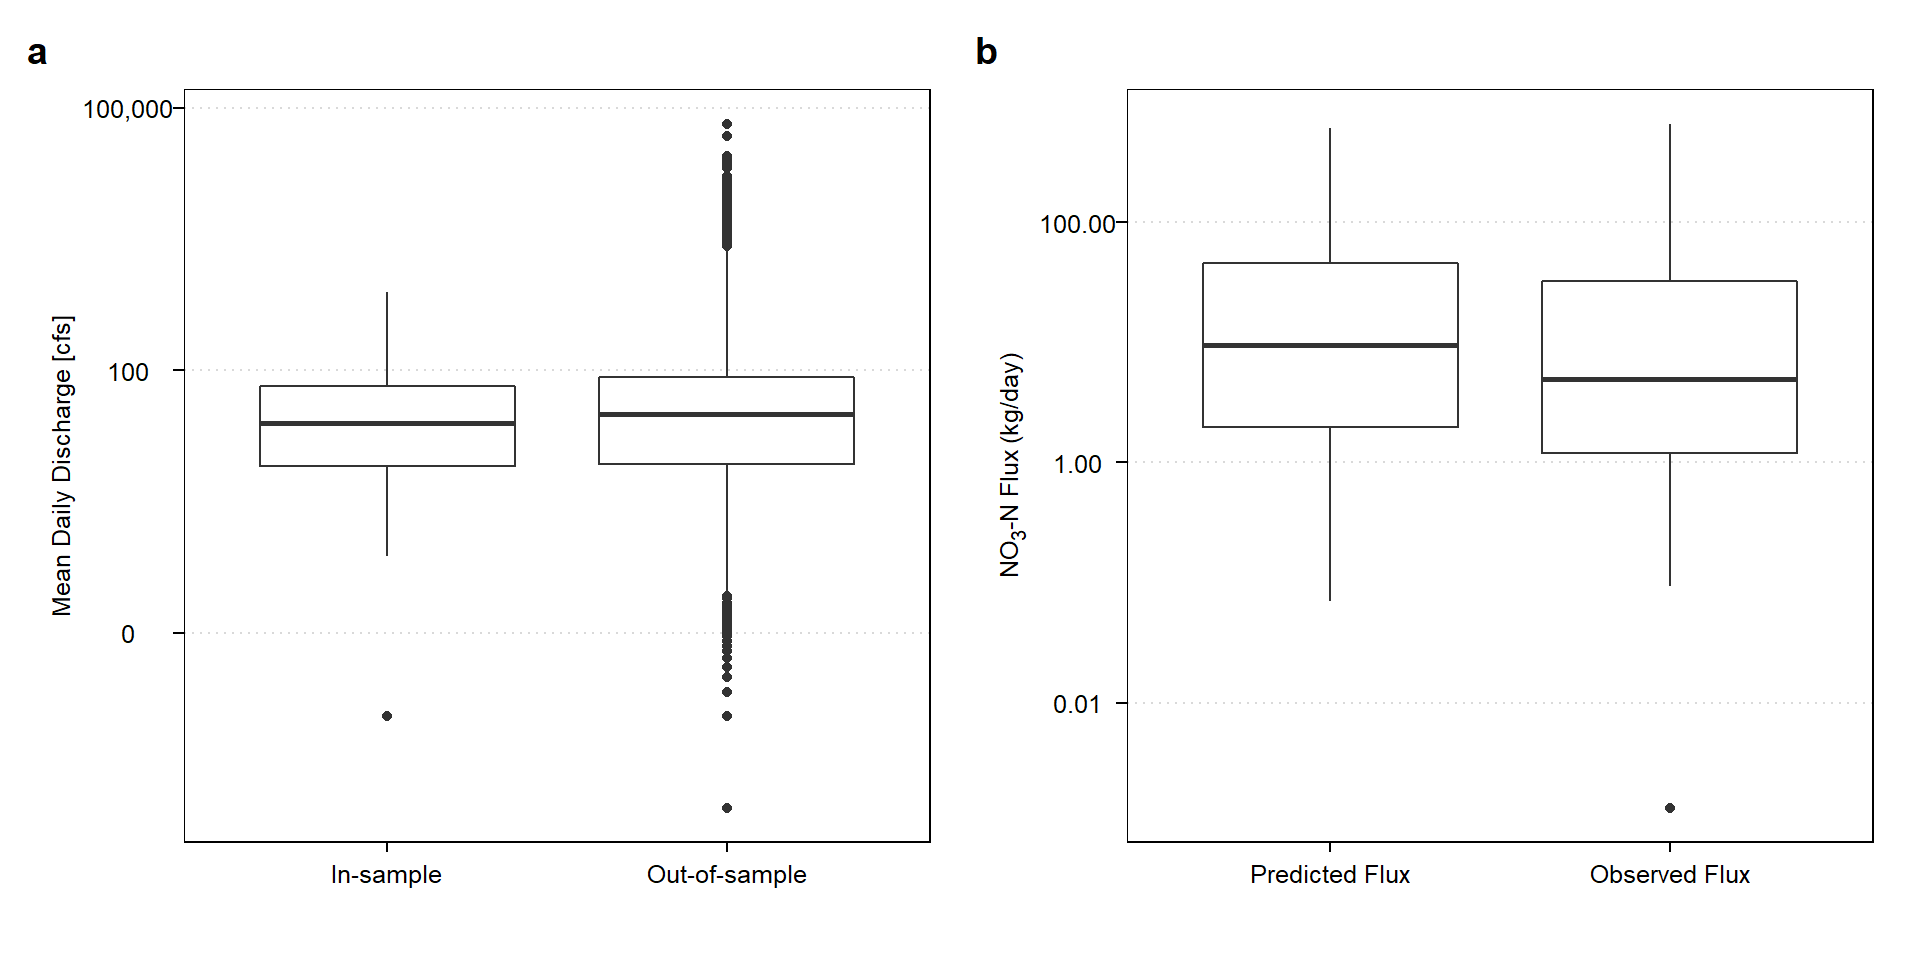 a
Mean Daily Discharge [cfs]
100,000
100
0
In-sample
Out-of-sample
b
NO₃-N Flux (kg/day)
100.00
1.00
0.01
Predicted Flux
Observed Flux